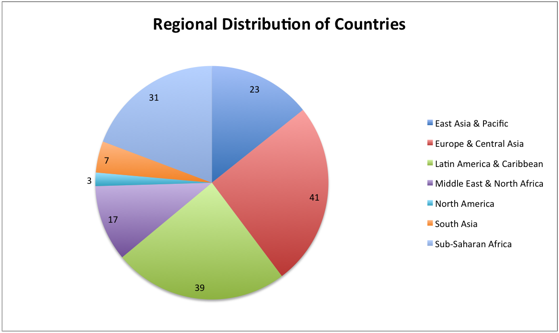 Regional Distribution of Countries
23
41
39
17
3
7
31
East Asia & Pacific
Europe & Central Asia
Latin America & Caribbean
Middle East & North Africa
North America
South Asia
Sub-Saharan Africa